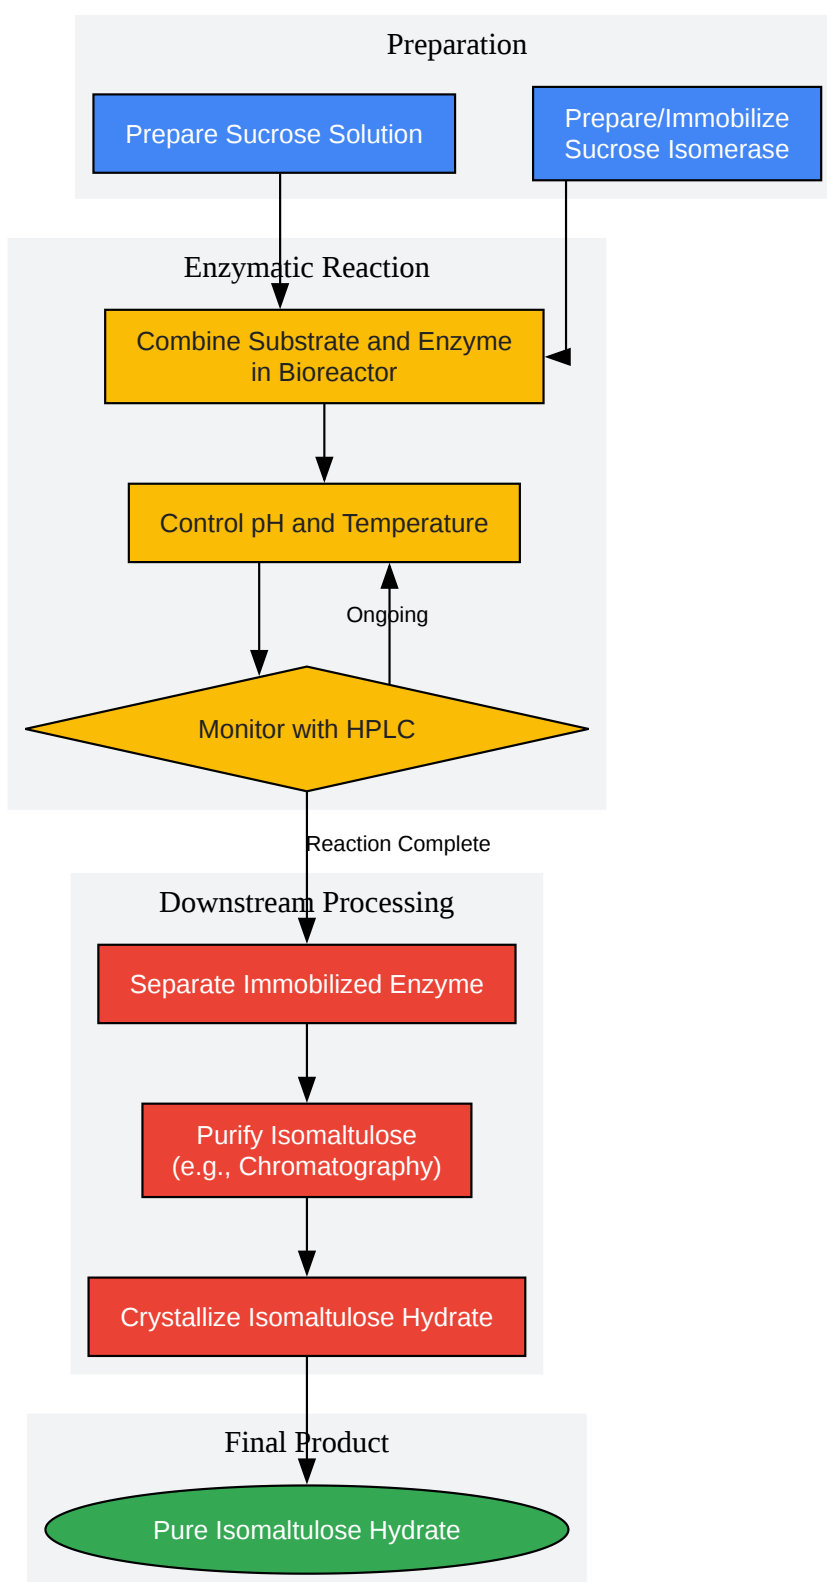 Preparation
Prepare Sucrose Solution
Prepare/Immobilize
Sucrose Isomerase
Enzymatic Reaction
Combine Substrate and Enzyme
in Bioreactor
Control pH and Temperature
Ongoing
Monitor with HPLC
Reaction Complete
Downstream Processing
Separate Immobilized Enzyme
Purify Isomaltulose
(e.g., Chromatography)
Crystallize Isomaltulose Hydrate
Final Product
Pure Isomaltulose Hydrate